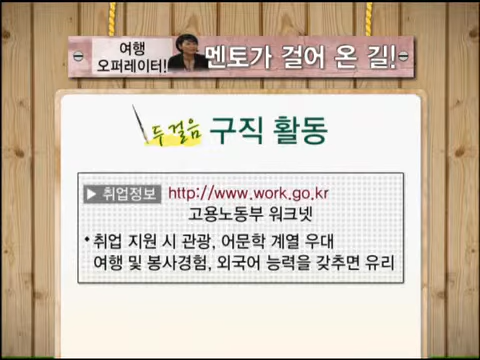 여행
오퍼레이터!
멘토가 걸어 온 길!
두 걸음 구직 활동
▶ 취업정보 http://www.work.go.kr
고용노동부 워크넷
• 취업 지원 시 관광, 어문학 계열 우대
여행 및 봉사경험, 외국어 능력을 갖추면 유리